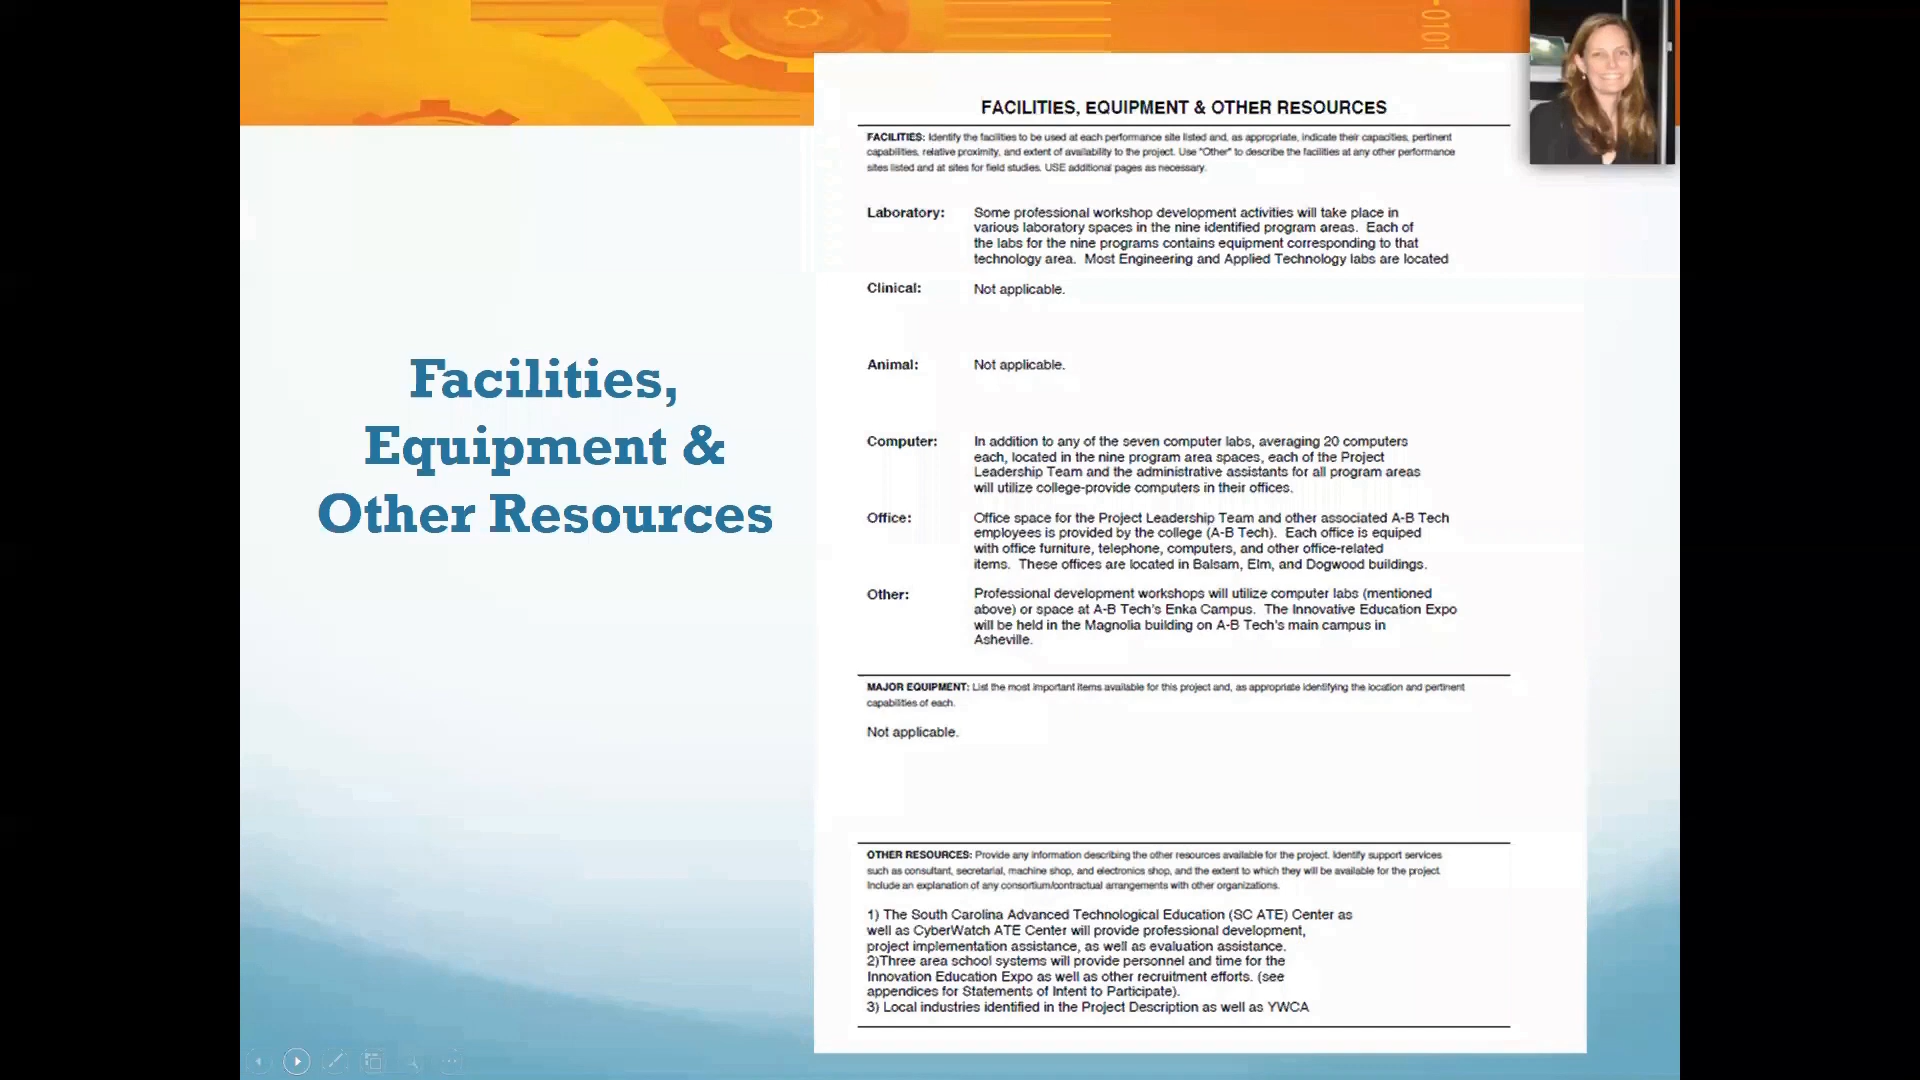 -0101
Facilities,
Equipment &
Other Resources
FACILITIES, EQUIPMENT & OTHER RESOURCES
FACILITIES: Identify the facilities to be used at each performance site listed and, as appropriate, indicate their capacities, pertinent
capabilities, relative proximity, and extent of availability to the project. Use "Other" to describe the facilities at any other performance
sites listed and at sites for field studies. USE additional pages as necessary.
Laboratory: Some professional workshop development activities will take place in
various laboratory spaces in the nine identified program areas. Each of
the labs for the nine programs contains equipment corresponding to that
technology area. Most Engineering and Applied Technology labs are located
Clinical: Not applicable.
Animal: Not applicable.
Computer: In addition to any of the seven computer labs, averaging 20 computers
each, located in the nine program area spaces, each of the Project
Leadership Team and the administrative assistants for all program areas
will utilize college-provide computers in their offices.
Office: Office space for the Project Leadership Team and other associated A-B Tech
employees is provided by the college (A-B Tech). Each office is equiped
with office furniture, telephone, computers, and other office-related
items. These offices are located in Balsam, Elm, and Dogwood buildings.
Other: Professional development workshops will utilize computer labs (mentioned
above) or space at A-B Tech's Enka Campus. The Innovative Education Expo
will be held in the Magnolia building on A-B Tech's main campus in
Asheville.
MAJOR EQUIPMENT: List the most important items available for this project and, as appropriate identifying the location and pertinent
capabilities of each.
Not applicable.
OTHER RESOURCES: Provide any information describing the other resources available for the project. Identify support services
such as consultant, secretarial, machine shop, and electronics shop, and the extent to which they will be available for the project.
Include an explanation of any consortium/contractual arrangements with other organizations.
1) The South Carolina Advanced Technological Education (SC ATE) Center as
well as CyberWatch ATE Center will provide professional development,
project implementation assistance, as well as evaluation assistance.
2)Three area school systems will provide personnel and time for the
Innovation Education Expo as well as other recruitment efforts. (see
appendices for Statements of Intent to Participate).
3) Local industries identified in the Project Description as well as YWCA